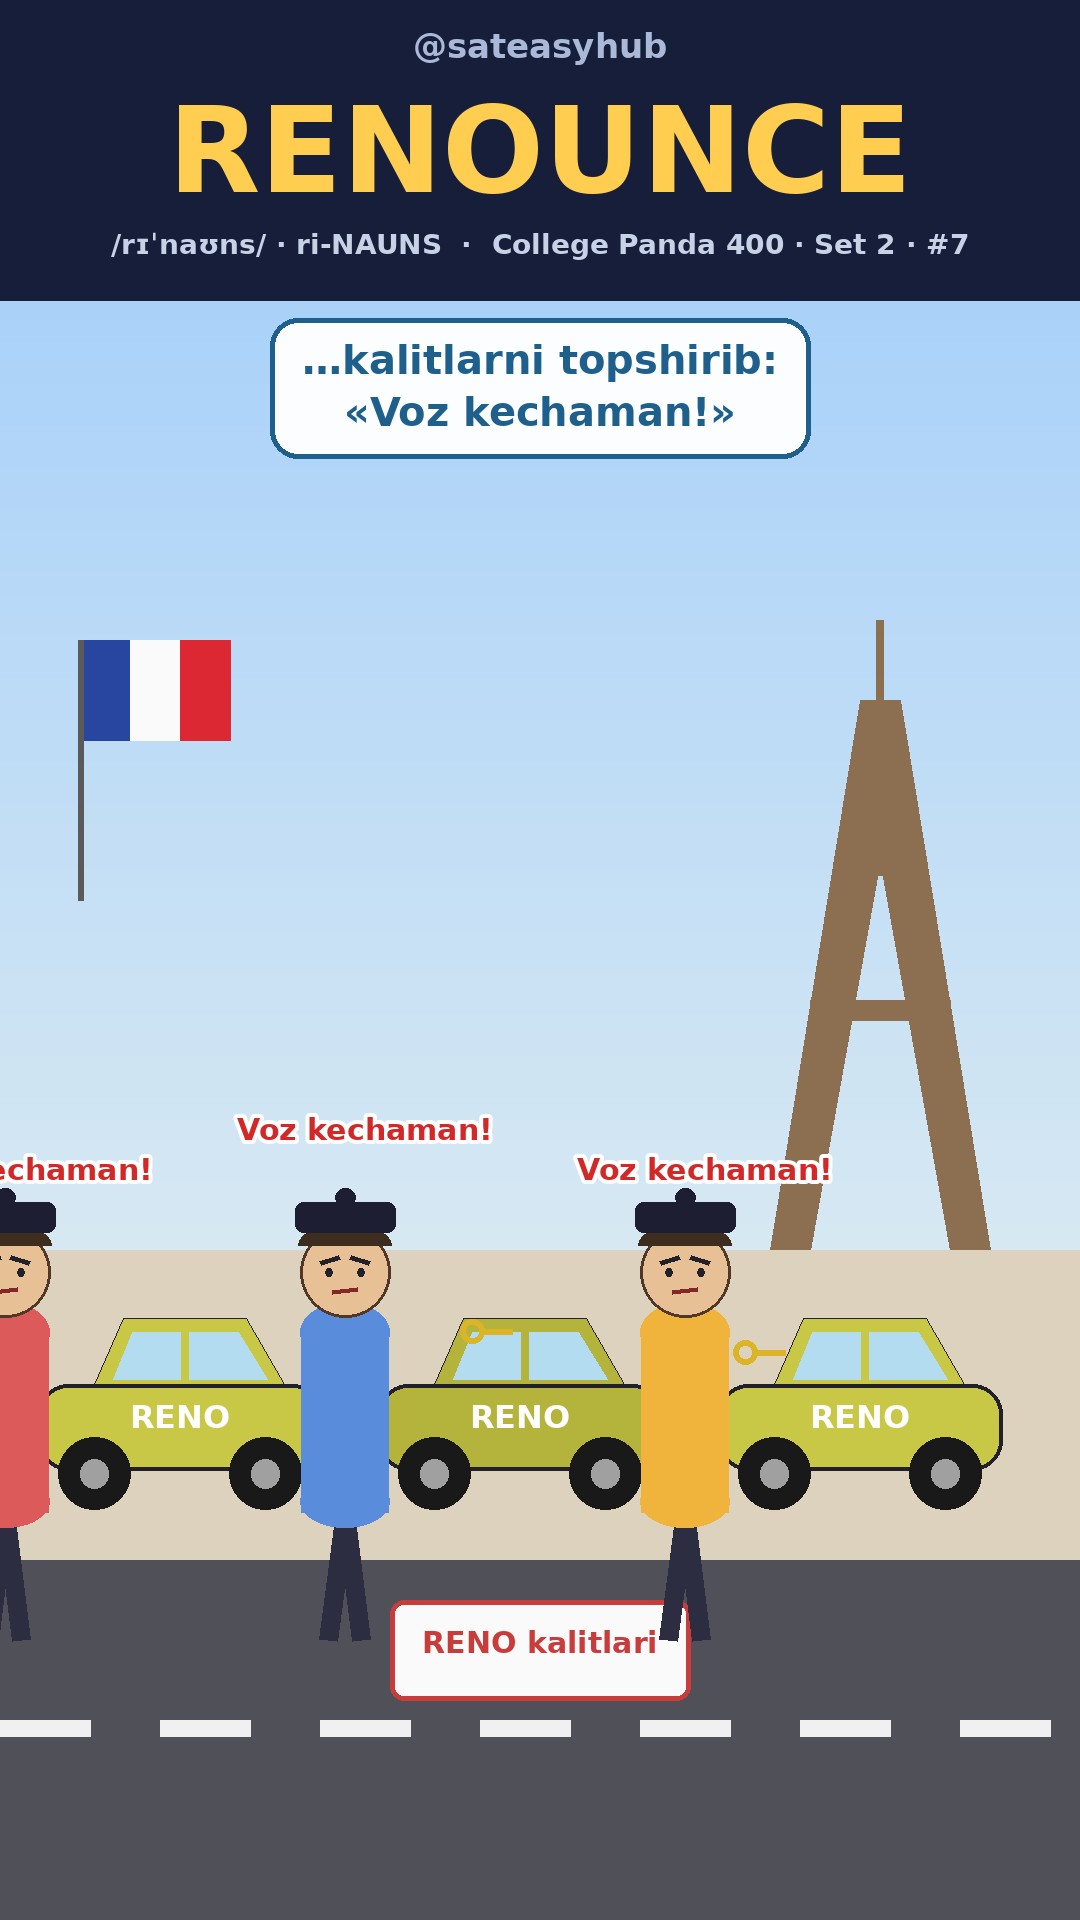 @sateasyhub
RENOUNCE
/rɪˈnaʊns/ · ri-NAUNS · College Panda 400 · Set 2 · #7
…kalitlarni topshirib:
«Voz kechaman!»
Voz kechaman!
echaman!
Voz kechaman!
RENO
RENO
RENO
RENO kalitlari